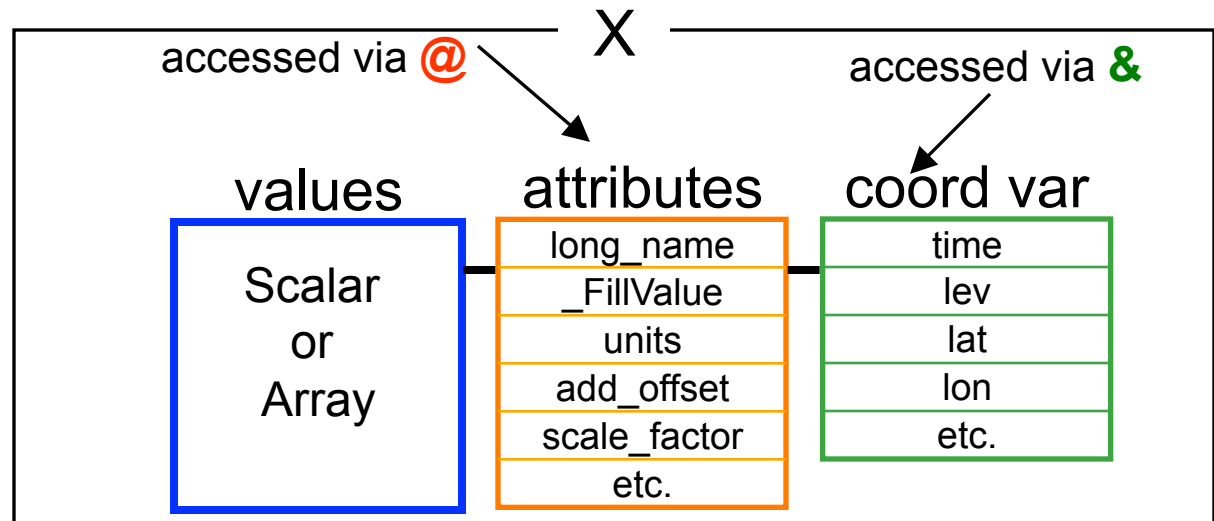 X
accessed via @
accessed via &
values
attributes
coord var
Scalar
or
Array
long_name
_FillValue
units
add_offset
scale_factor
etc.
time
lev
lat
lon
etc.